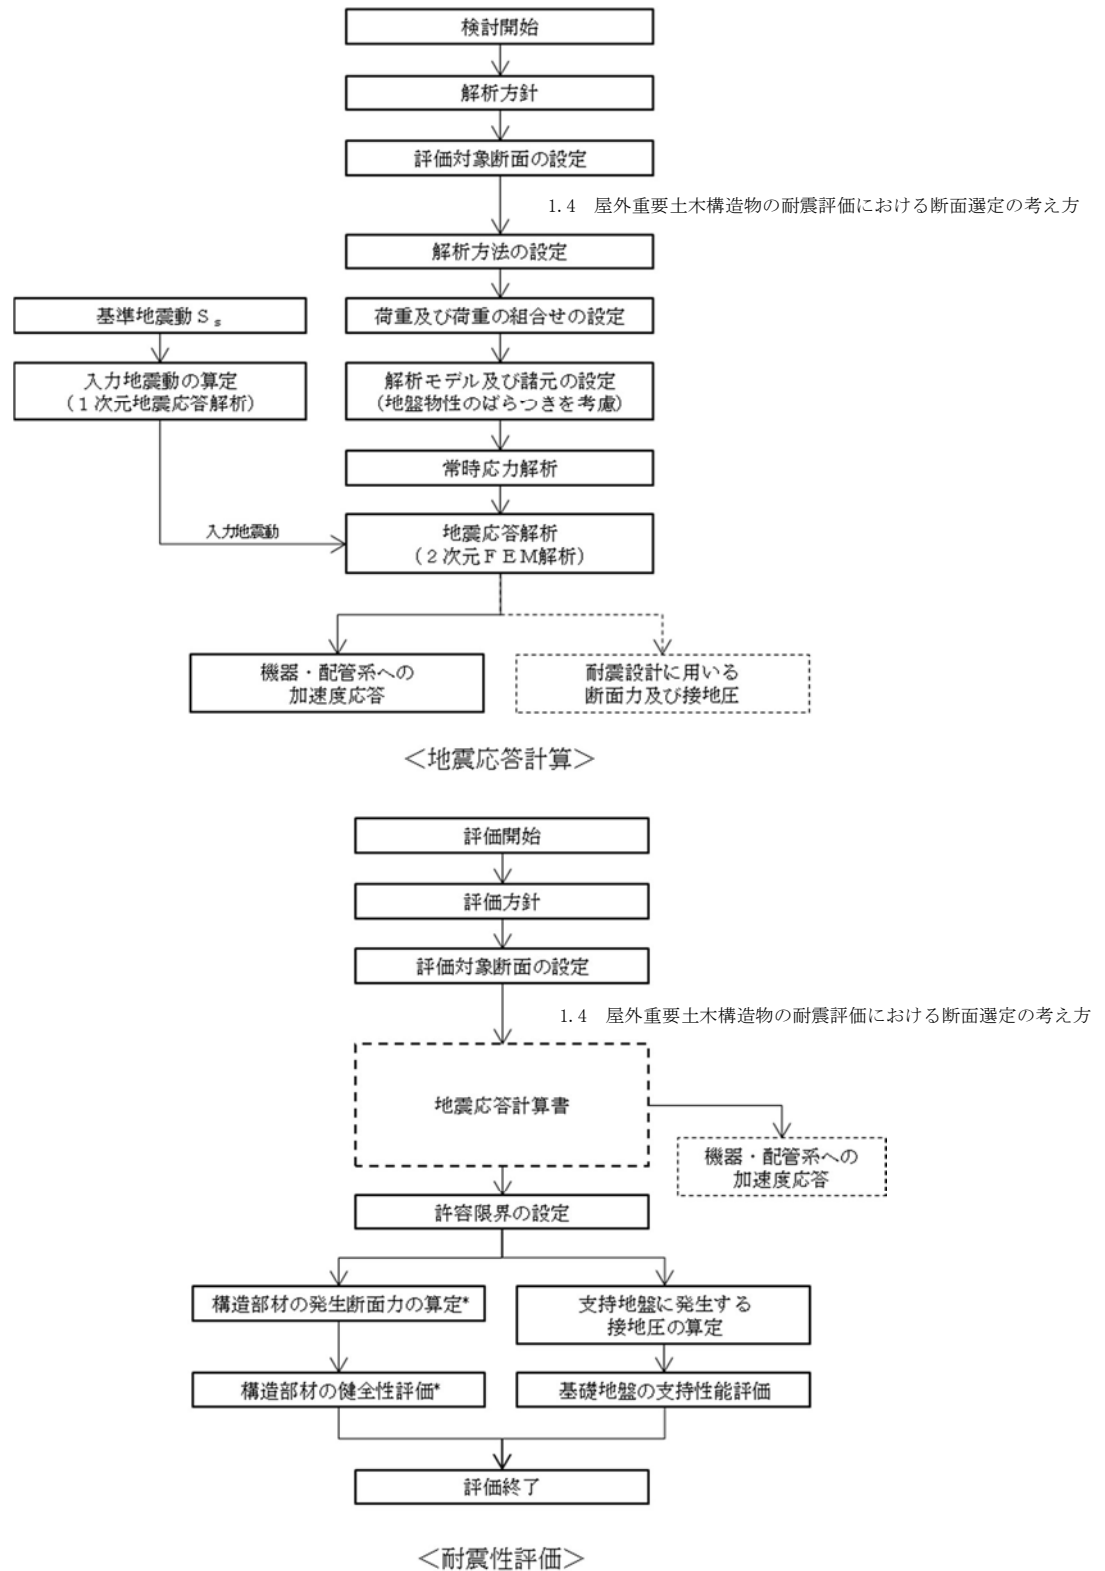 検討開始
解析方針
評価対象断面の設定
1.4 屋外重要土木構造物の耐震評価における断面選定の考え方
解析方法の設定
基準地震動Ｓs
荷重及び荷重の組合せの設定
入力地震動の算定
(１次元地震応答解析)
解析モデル及び諸元の設定
(地盤物性のばらつきを考慮)
常時応力解析
入力地震動
地震応答解析
(２次元ＦＥＭ解析)
機器・配管系への
加速度応答
耐震設計に用いる
断面力及び接地圧
＜地震応答計算＞
評価開始
評価方針
評価対象断面の設定
1.4 屋外重要土木構造物の耐震評価における断面選定の考え方
地震応答計算書
機器・配管系への
加速度応答
許容限界の設定
構造部材の発生断面力の算定*
支持地盤に発生する
接地圧の算定
構造部材の健全性評価*
基礎地盤の支持性能評価
評価終了
＜耐震性評価＞